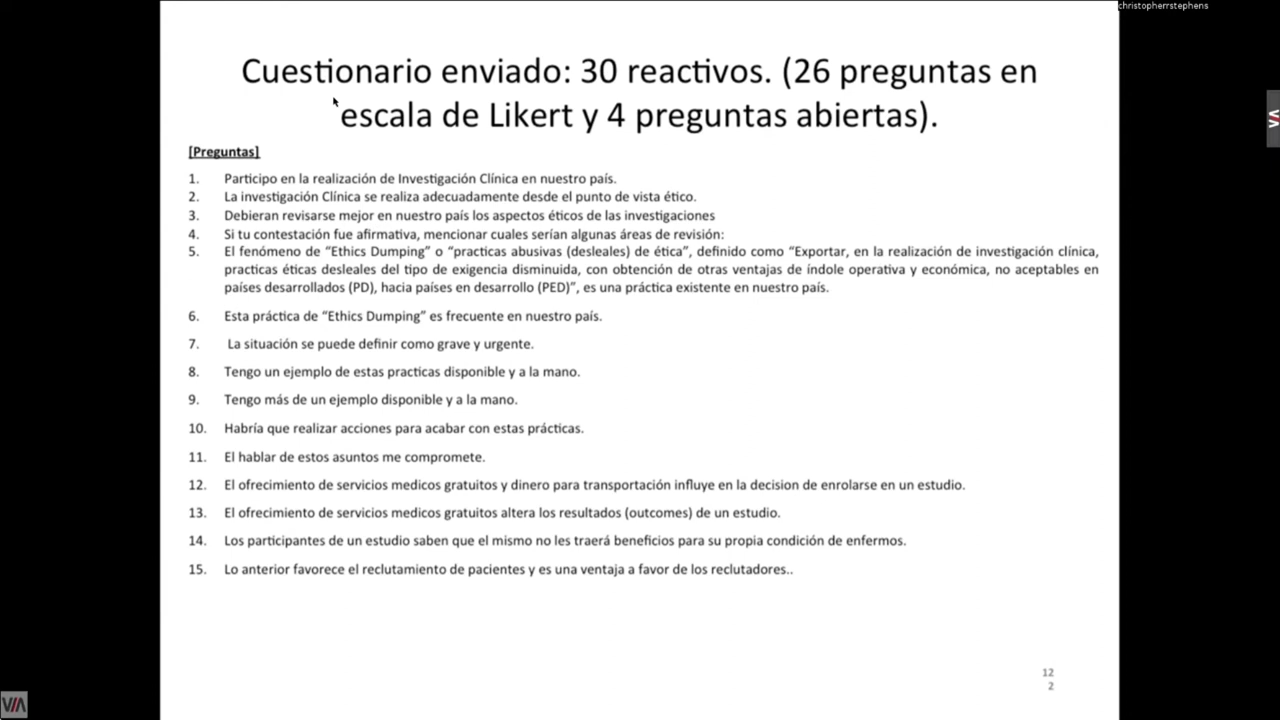 christopherrstephens
Cuestionario enviado: 30 reactivos. (26 preguntas en
escala de Likert y 4 preguntas abiertas).
[Preguntas]
1. Participo en la realización de Investigación Clínica en nuestro país.
2. La investigación Clínica se realiza adecuadamente desde el punto de vista ético.
3. Debieran revisarse mejor en nuestro país los aspectos éticos de las investigaciones
4. Si tu contestación fue afirmativa, mencionar cuales serían algunas áreas de revisión:
5. El fenómeno de “Ethics Dumping” o “practicas abusivas (desleales) de ética”, definido como “Exportar, en la realización de investigación clínica,
practicas éticas desleales del tipo de exigencia disminuida, con obtención de otras ventajas de índole operativa y económica, no aceptables en
países desarrollados (PD), hacia países en desarrollo (PED)”, es una práctica existente en nuestro país.
6. Esta práctica de “Ethics Dumping” es frecuente en nuestro país.
7. La situación se puede definir como grave y urgente.
8. Tengo un ejemplo de estas practicas disponible y a la mano.
9. Tengo más de un ejemplo disponible y a la mano.
10. Habría que realizar acciones para acabar con estas prácticas.
11. El hablar de estos asuntos me compromete.
12. El ofrecimiento de servicios medicos gratuitos y dinero para transportación influye en la decision de enrolarse en un estudio.
13. El ofrecimiento de servicios medicos gratuitos altera los resultados (outcomes) de un estudio.
14. Los participantes de un estudio saben que el mismo no les traerá beneficios para su propia condición de enfermos.
15. Lo anterior favorece el reclutamiento de pacientes y es una ventaja a favor de los reclutadores..
12
2
VIA